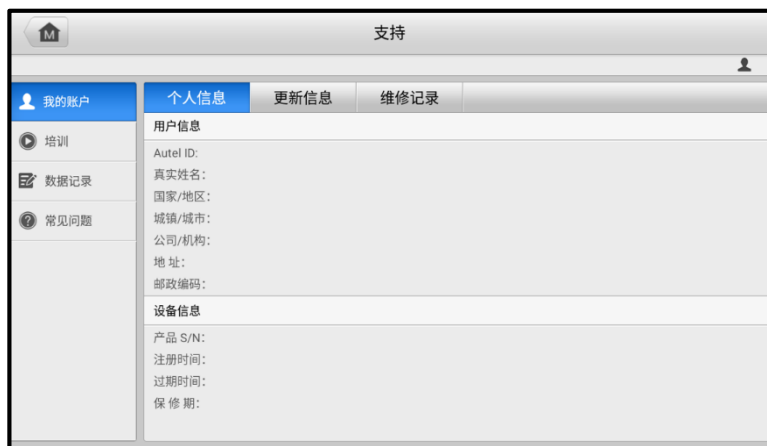 M
支持
我的账户
培训
数据记录
常见问题
个人信息 更新信息 维修记录
用户信息
Autel ID:
真实姓名:
国家/地区:
城镇/城市:
公司/机构:
地 址:
邮政编码:
设备信息
产品 S/N:
注册时间:
过期时间:
保 修 期: